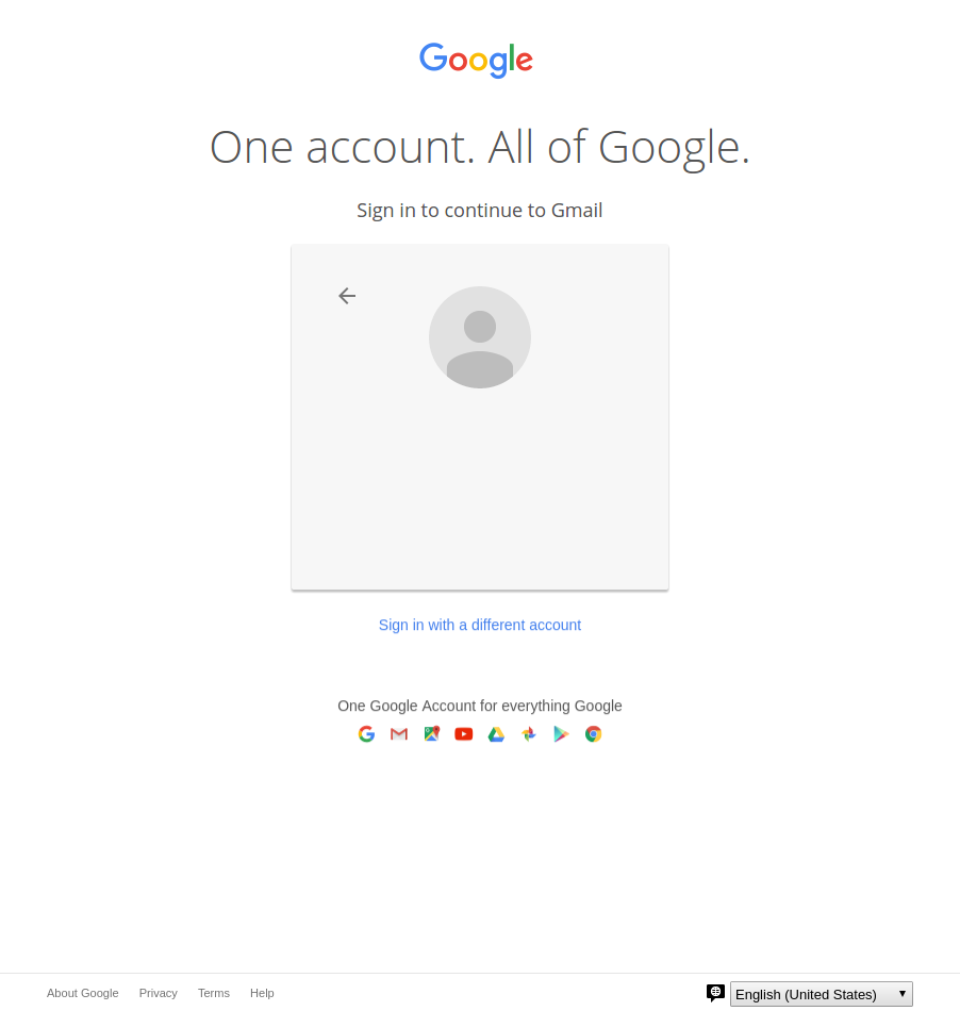 Google
One account. All of Google.
Sign in to continue to Gmail
Sign in with a different account
One Google Account for everything Google
About Google Privacy Terms Help English (United States)